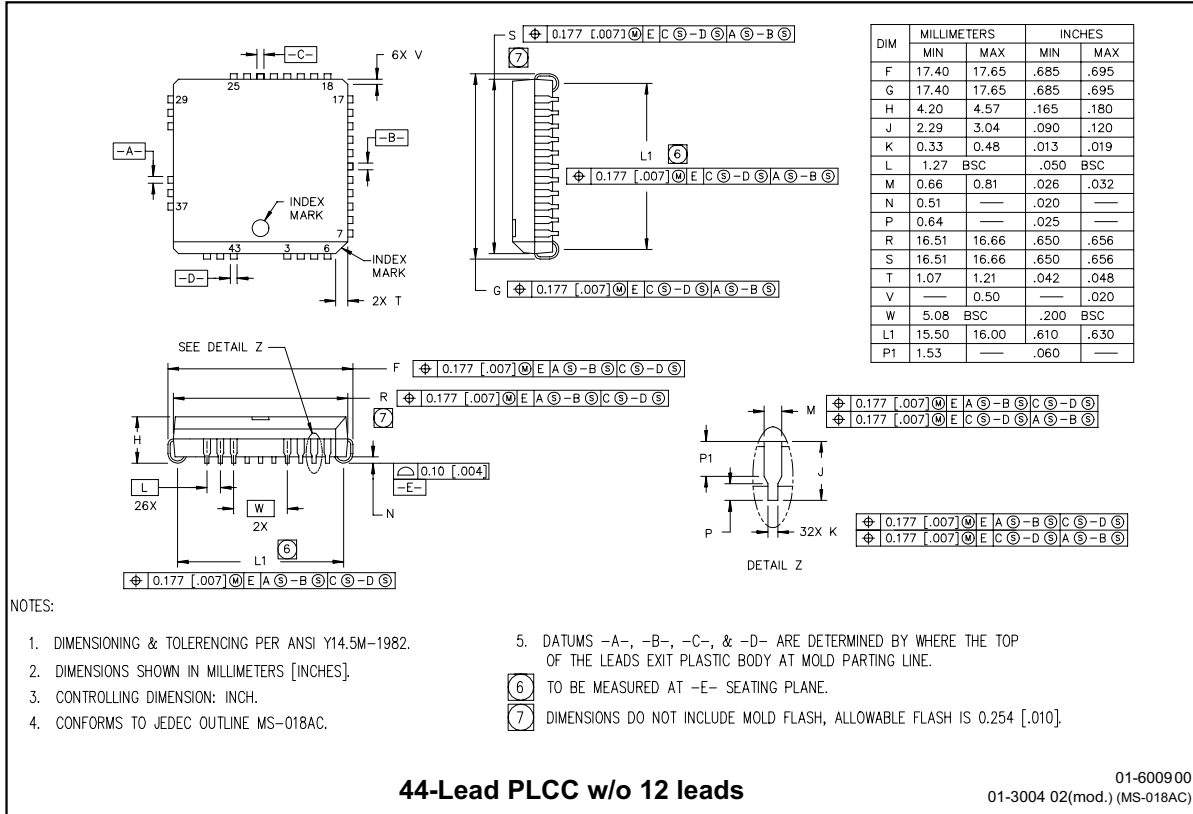 -C-
6X V
25
18
29
17
-B-
-A-
INDEX
MARK
37
7
43
3
6
INDEX
MARK
-D-
2X T
S ⌖ 0.177 [.007]Ⓜ E C Ⓢ-D Ⓢ A Ⓢ-B Ⓢ
7
L1 6
⌖ 0.177 [.007]Ⓜ E C Ⓢ-D Ⓢ A Ⓢ-B Ⓢ
G ⌖ 0.177 [.007]Ⓜ E C Ⓢ-D Ⓢ A Ⓢ-B Ⓢ
DIM MILLIMETERS INCHES
MIN MAX MIN MAX
F 17.40 17.65 .685 .695
G 17.40 17.65 .685 .695
H 4.20 4.57 .165 .180
J 2.29 3.04 .090 .120
K 0.33 0.48 .013 .019
L 1.27 BSC .050 BSC
M 0.66 0.81 .026 .032
N 0.51 — .020 —
P 0.64 — .025 —
R 16.51 16.66 .650 .656
S 16.51 16.66 .650 .656
T 1.07 1.21 .042 .048
V — 0.50 — .020
W 5.08 BSC .200 BSC
L1 15.50 16.00 .610 .630
P1 1.53 — .060 —
SEE DETAIL Z
F ⌖ 0.177 [.007]Ⓜ E A Ⓢ-B Ⓢ C Ⓢ-D Ⓢ
R ⌖ 0.177 [.007]Ⓜ E A Ⓢ-B Ⓢ C Ⓢ-D Ⓢ
7
H
⌓ 0.10 [.004]
-E-
L
26X
W
2X
N
L1 6
⌖ 0.177 [.007]Ⓜ E A Ⓢ-B Ⓢ C Ⓢ-D Ⓢ
M
⌖ 0.177 [.007]Ⓜ E A Ⓢ-B Ⓢ C Ⓢ-D Ⓢ
⌖ 0.177 [.007]Ⓜ E C Ⓢ-D Ⓢ A Ⓢ-B Ⓢ
P1
J
P
32X K
⌖ 0.177 [.007]Ⓜ E A Ⓢ-B Ⓢ C Ⓢ-D Ⓢ
⌖ 0.177 [.007]Ⓜ E C Ⓢ-D Ⓢ A Ⓢ-B Ⓢ
DETAIL Z
NOTES:
1. DIMENSIONING & TOLERENCING PER ANSI Y14.5M-1982.
2. DIMENSIONS SHOWN IN MILLIMETERS [INCHES].
3. CONTROLLING DIMENSION: INCH.
4. CONFORMS TO JEDEC OUTLINE MS-018AC.
5. DATUMS -A-, -B-, -C-, & -D- ARE DETERMINED BY WHERE THE TOP
OF THE LEADS EXIT PLASTIC BODY AT MOLD PARTING LINE.
6 TO BE MEASURED AT -E- SEATING PLANE.
7 DIMENSIONS DO NOT INCLUDE MOLD FLASH, ALLOWABLE FLASH IS 0.254 [.010].
44-Lead PLCC w/o 12 leads
01-6009 00
01-3004 02(mod.) (MS-018AC)